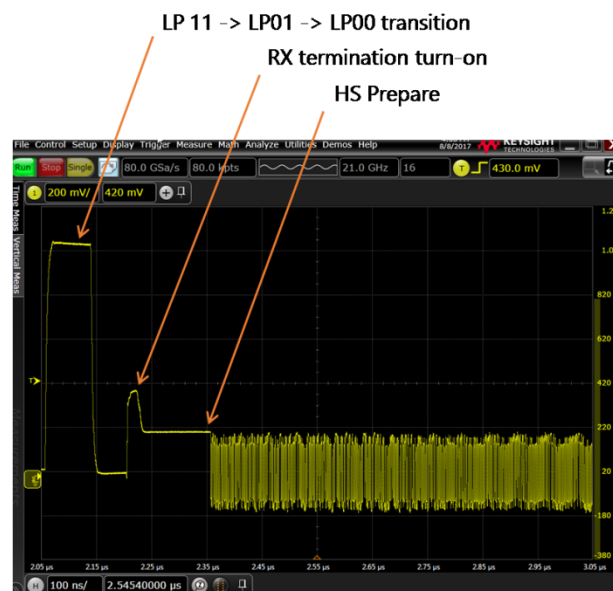 LP 11 -> LP01 -> LP00 transition
RX termination turn-on
HS Prepare
File Control Setup Display Trigger Measure Math Analyze Utilities Demos Help
8/8/2017
KEYSIGHT
TECHNOLOGIES
Run Stop Single 80.0 GSa/s 80.0 kpts 21.0 GHz 16 T 430.0 mV
1 200 mV/ 420 mV
Time Meas
Vertical Meas
1.2
1.0
820
620
T 420
220
20
-180
-380
2.05 µs 2.15 µs 2.25 µs 2.35 µs 2.45 µs 2.55 µs 2.65 µs 2.75 µs 2.85 µs 2.95 µs 3.05 µs
H 100 ns/ 2.54540000 µs 0